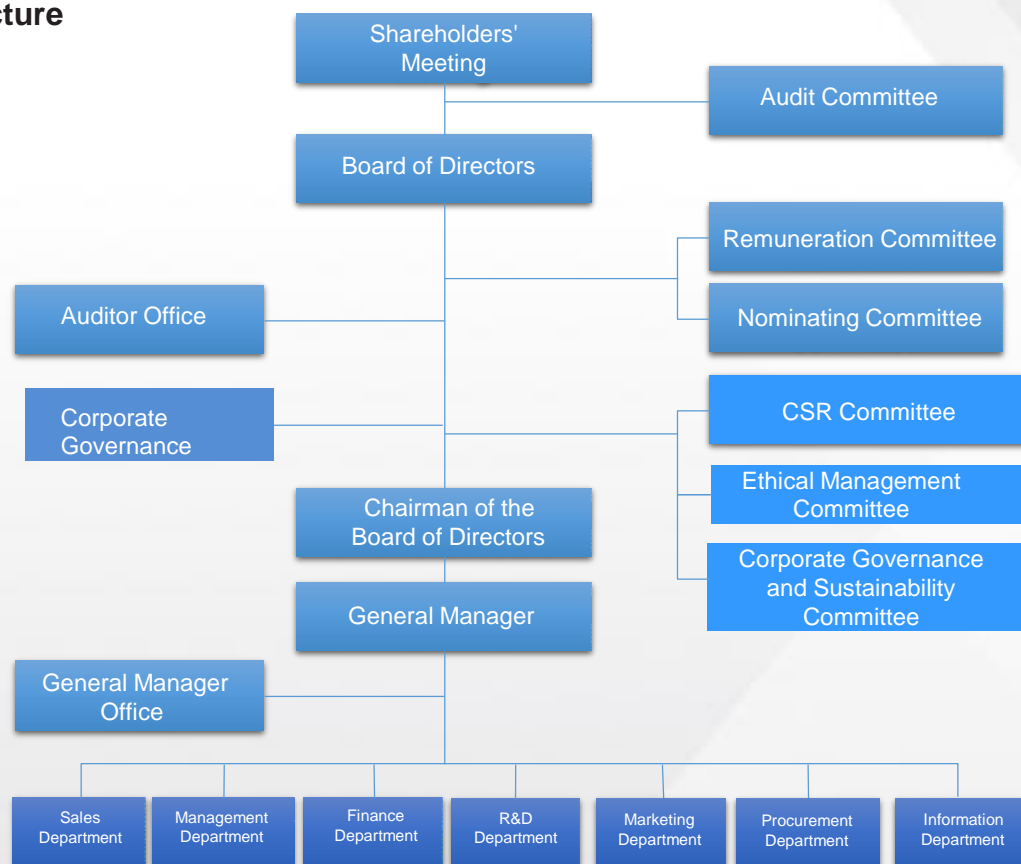 cture
Shareholders'
Meeting
Audit Committee
Board of Directors
Remuneration Committee
Auditor Office
Nominating Committee
Corporate
Governance
CSR Committee
Ethical Management
Committee
Chairman of the
Board of Directors
Corporate Governance
and Sustainability
Committee
General Manager
General Manager
Office
Sales
Department
Management
Department
Finance
Department
R&D
Department
Marketing
Department
Procurement
Department
Information
Department